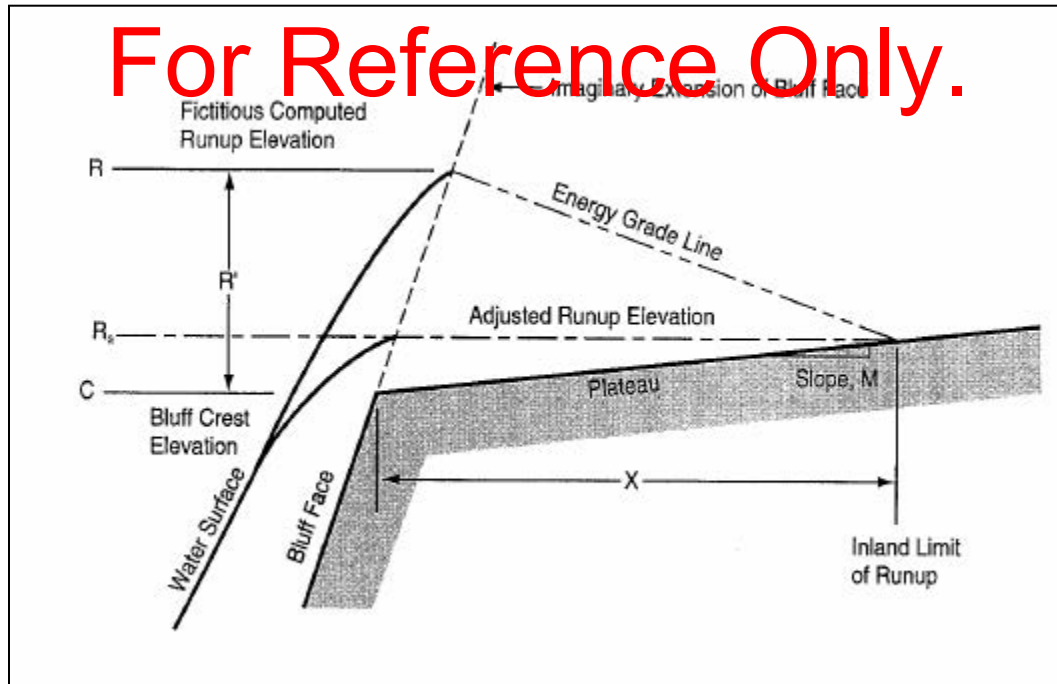 For Reference Only.
Imaginary Extension of Bluff Face
Fictitious Computed
Runup Elevation
R
Energy Grade Line
R'
Adjusted Runup Elevation
Rₐ
C
Plateau
Slope, M
Bluff Crest
Elevation
X
Water Surface
Bluff Face
Inland Limit
of Runup